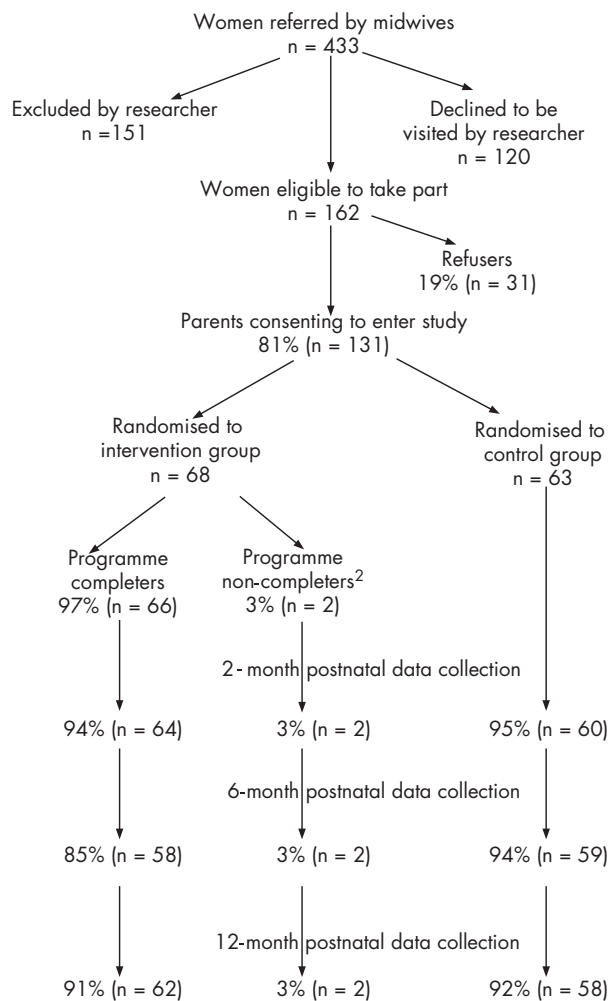 Women referred by midwives
n = 433
Excluded by researcher
n =151
Declined to be
visited by researcher
n = 120
Women eligible to take part
n = 162
Refusers
19% (n = 31)
Parents consenting to enter study
81% (n = 131)
Randomised to
intervention group
n = 68
Randomised to
control group
n = 63
Programme
completers
97% (n = 66)
Programme
non-completers2
3% (n = 2)
2-month postnatal data collection
94% (n = 64)
3% (n = 2)
95% (n = 60)
6-month postnatal data collection
85% (n = 58)
3% (n = 2)
94% (n = 59)
12-month postnatal data collection
91% (n = 62)
3% (n = 2)
92% (n = 58)